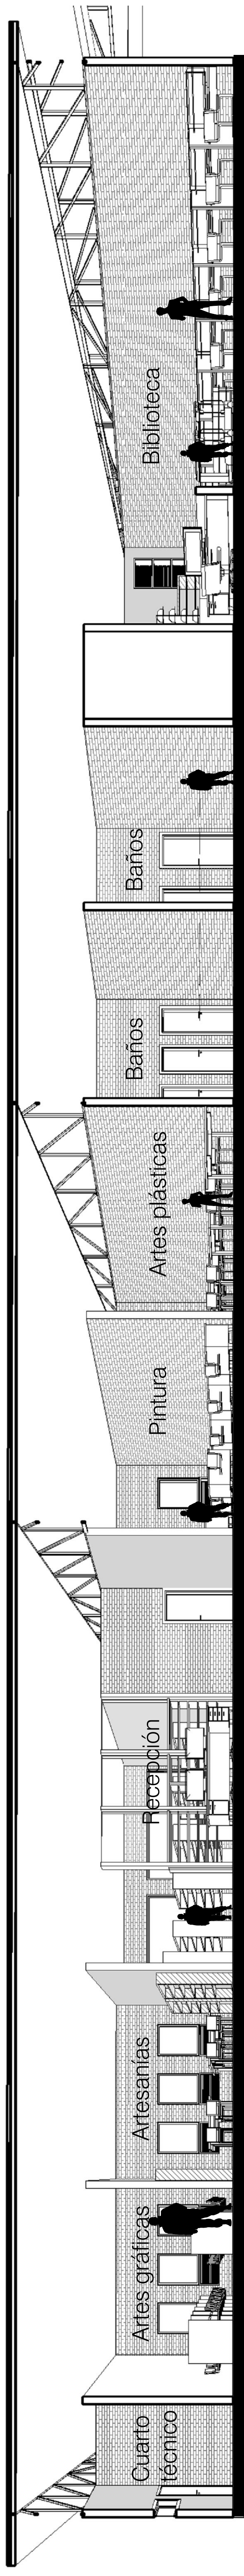 Cuarto
técnico
Artes gráficas
Artesanías
Recepción
Pintura
Artes plásticas
Baños
Baños
Biblioteca